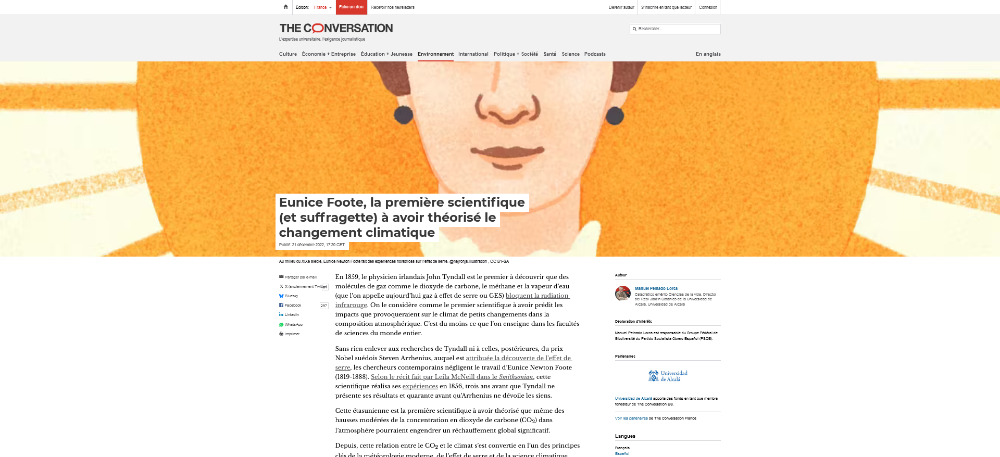 Édition: France
Faire un don
Recevoir nos newsletters
Devenir auteur
S'inscrire en tant que lecteur
Connexion
THE CONVERSATION
L'expertise universitaire, l'exigence journalistique
Rechercher...
Culture
Économie + Entreprise
Éducation + Jeunesse
Environnement
International
Politique + Société
Santé
Science
Podcasts
En anglais
Eunice Foote, la première scientifique
(et suffragette) à avoir théorisé le
changement climatique
Publié: 21 décembre 2022, 17:20 CET
Au milieu du XIXe siècle, Eunice Newton Foote fait des expériences novatrices sur l'effet de serre. @hejronja.illustration , CC BY-SA
Partager par e-mail
X (anciennement Twitter)
Bluesky
Facebook 297
LinkedIn
WhatsApp
Imprimer
En 1859, le physicien irlandais John Tyndall est le premier à découvrir que des
molécules de gaz comme le dioxyde de carbone, le méthane et la vapeur d'eau
(que l'on appelle aujourd'hui gaz à effet de serre ou GES) bloquent la radiation
infrarouge. On le considère comme le premier scientifique à avoir prédit les
impacts que provoqueraient sur le climat de petits changements dans la
composition atmosphérique. C'est du moins ce que l'on enseigne dans les facultés
de sciences du monde entier.
Sans rien enlever aux recherches de Tyndall ni à celles, postérieures, du prix
Nobel suédois Steven Arrhenius, auquel est attribuée la découverte de l'effet de
serre, les chercheurs contemporains négligent le travail d'Eunice Newton Foote
(1819-1888). Selon le récit fait par Leila McNeill dans le Smithsonian, cette
scientifique réalisa ses expériences en 1856, trois ans avant que Tyndall ne
présente ses résultats et quarante avant qu'Arrhenius ne dévoile les siens.
Cette étasunienne est la première scientifique à avoir théorisé que même des
hausses modérées de la concentration en dioxyde de carbone (CO2) dans
l'atmosphère pourraient engendrer un réchauffement global significatif.
Depuis, cette relation entre le CO2 et le climat s'est convertie en l'un des principes
clés de la météorologie moderne, de l'effet de serre et de la science climatique.
Auteur
Manuel Peinado Lorca
Catedrático emérito Ciencias de la vida. Director
del Real Jardín Botánico de la Universidad de
Alcalá, Universidad de Alcalá
Déclaration d'intérêts
Manuel Peinado Lorca est responsable du Groupe Fédéral de
Biodiversité du Partido Socialista Obrero Español (PSOE).
Partenaires
Universidad
de Alcalá
Universidad de Alcalá apporte des fonds en tant que membre
fondateur de The Conversation ES.
Voir les partenaires de The Conversation France
Langues
Français
Español